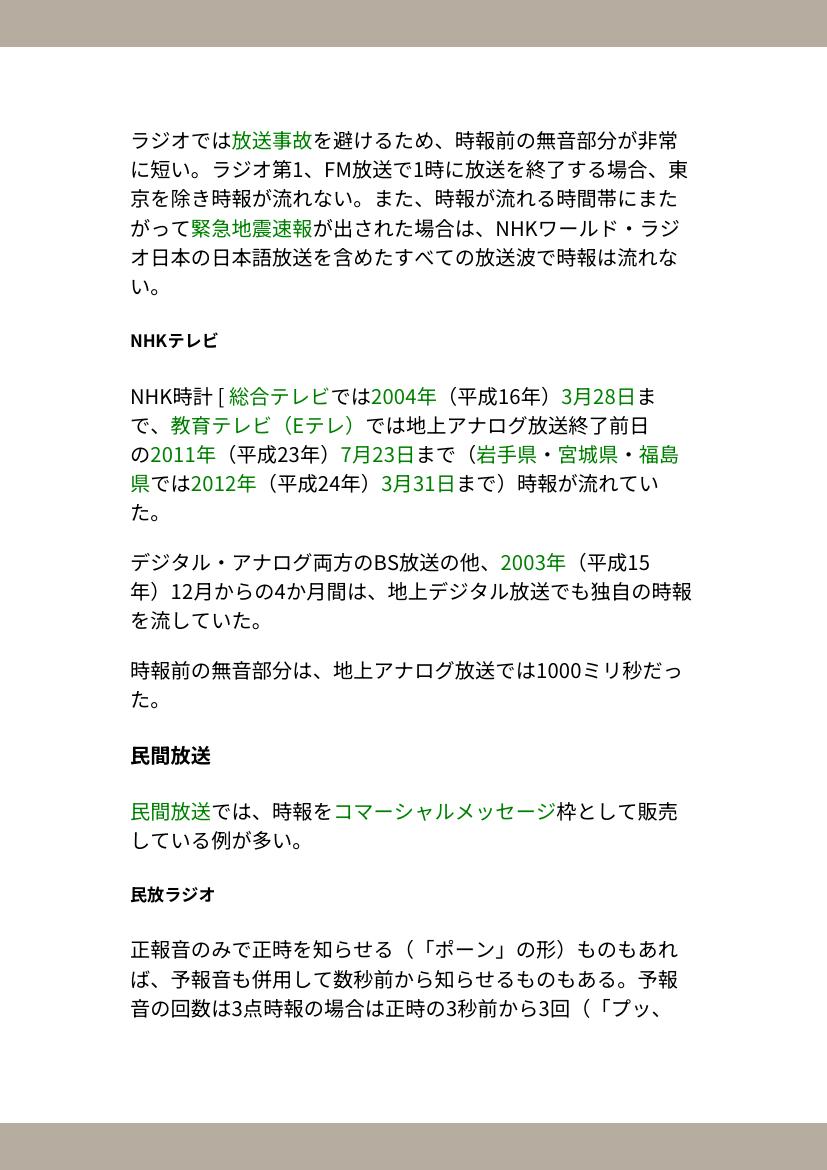 ラジオでは放送事故を避けるため、時報前の無音部分が非常
に短い。ラジオ第1、FM放送で1時に放送を終了する場合、東
京を除き時報が流れない。また、時報が流れる時間帯にまた
がって緊急地震速報が出された場合は、NHKワールド・ラジ
オ日本の日本語放送を含めたすべての放送波で時報は流れな
い。
NHKテレビ
NHK時計 [ 総合テレビでは2004年（平成16年）3月28日ま
で、教育テレビ（Eテレ）では地上アナログ放送終了前日
の2011年（平成23年）7月23日まで（岩手県・宮城県・福島
県では2012年（平成24年）3月31日まで）時報が流れてい
た。
デジタル・アナログ両方のBS放送の他、2003年（平成15
年）12月からの4か月間は、地上デジタル放送でも独自の時報
を流していた。
時報前の無音部分は、地上アナログ放送では1000ミリ秒だっ
た。
民間放送
民間放送では、時報をコマーシャルメッセージ枠として販売
している例が多い。
民放ラジオ
正報音のみで正時を知らせる（「ポーン」の形）ものもあれ
ば、予報音も併用して数秒前から知らせるものもある。予報
音の回数は3点時報の場合は正時の3秒前から3回（「プッ、